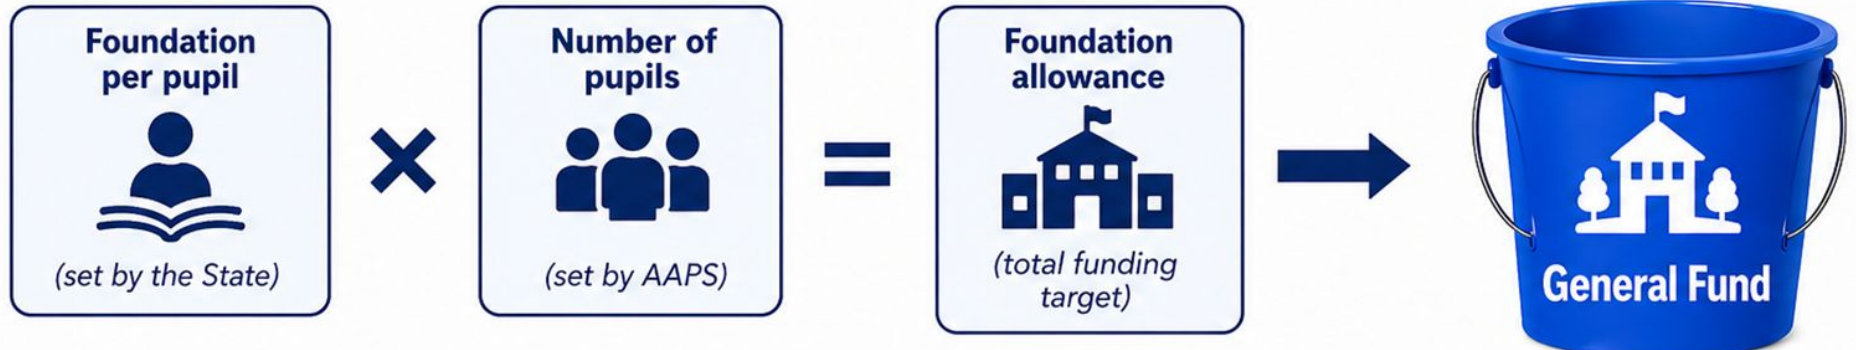 Foundation
per pupil
(set by the State)
×
Number of
pupils
(set by AAPS)
=
Foundation
allowance
(total funding
target)
General Fund